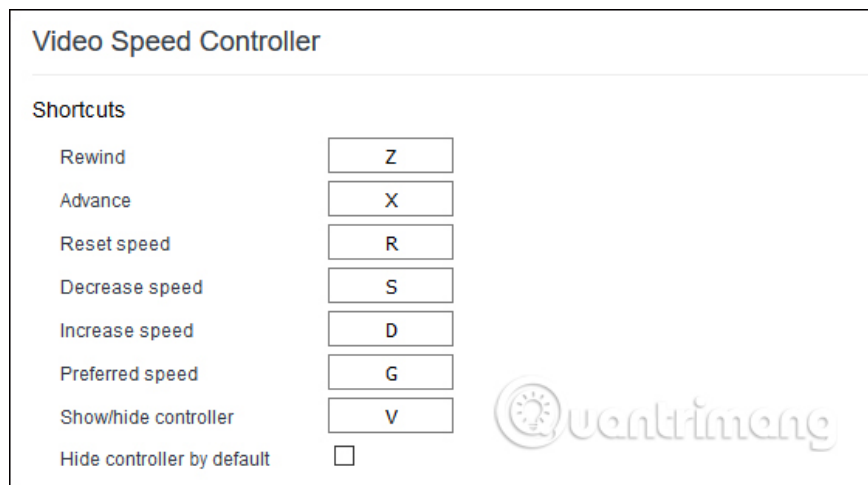 Video Speed Controller
Shortcuts
Rewind Z
Advance X
Reset speed R
Decrease speed S
Increase speed D
Preferred speed G
Show/hide controller V
Hide controller by default
Quantrimang